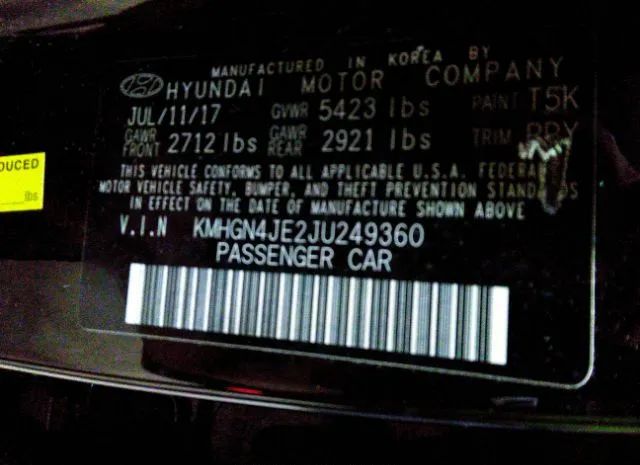 MANUFACTURED IN KOREA BY
HYUNDAI MOTOR COMPANY
JUL/11/17 GVWR 5423 lbs PAINT T5K
GAWR FRONT 2712 lbs GAWR REAR 2921 lbs TRIM
THIS VEHICLE CONFORMS TO ALL APPLICABLE U.S.A. FEDERAL
MOTOR VEHICLE SAFETY, BUMPER, AND THEFT PREVENTION STANDARDS
IN EFFECT ON THE DATE OF MANUFACTURE SHOWN ABOVE
V.I.N KMHGN4JE2JU249360
PASSENGER CAR
DUCED
lbs